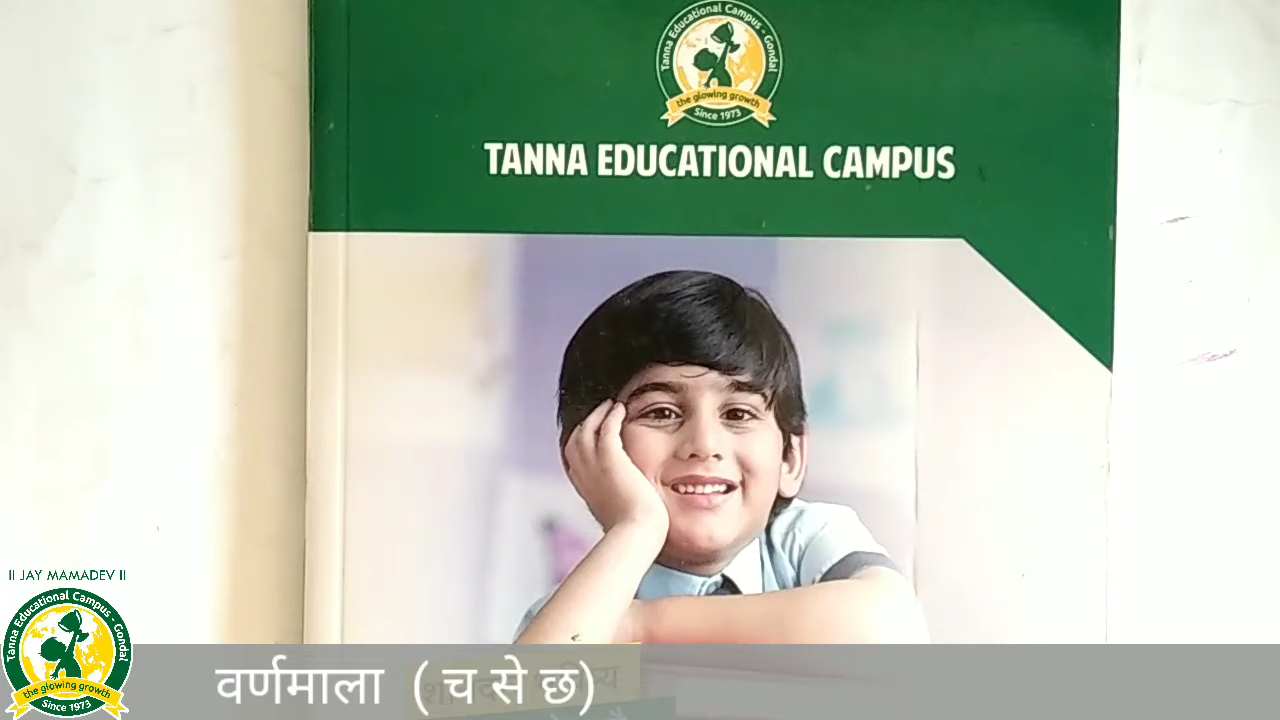 Tanna Educational Campus - Gondal
the glowing growth
Since 1973
TANNA EDUCATIONAL CAMPUS
II JAY MAMADEV II
Tanna Educational Campus - Gondal
the glowing growth
Since 1973
वर्णमाला (च से छ)